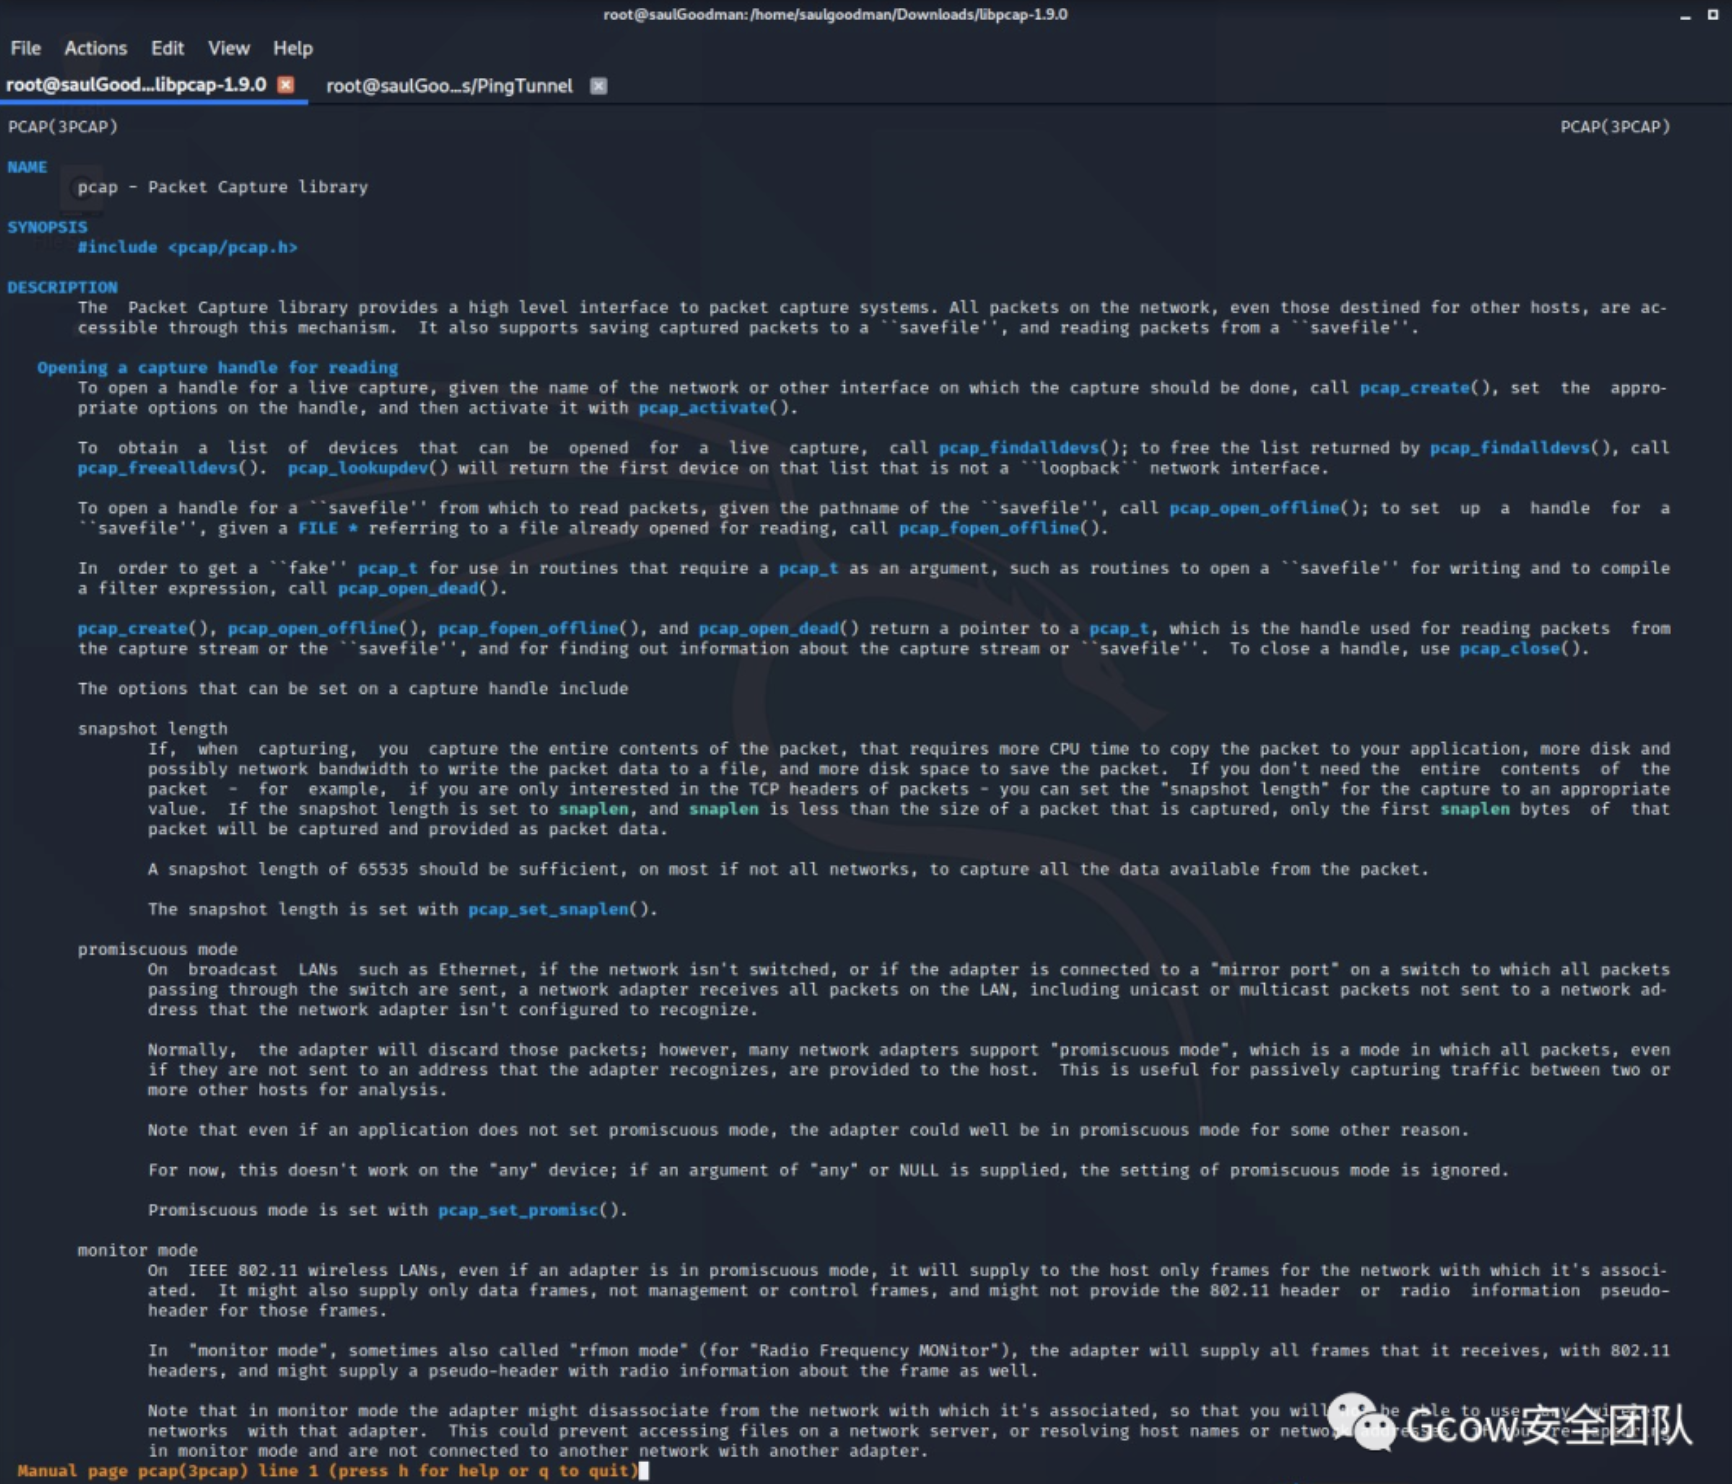 root@saulGoodman:/home/saulgoodman/Downloads/libpcap-1.9.0
File Actions Edit View Help
root@saulGood...libpcap-1.9.0 root@saulGoo...s/PingTunnel
PCAP(3PCAP) PCAP(3PCAP)
NAME
pcap - Packet Capture library
SYNOPSIS
#include <pcap/pcap.h>
DESCRIPTION
The Packet Capture library provides a high level interface to packet capture systems. All packets on the network, even those destined for other hosts, are ac-
cessible through this mechanism. It also supports saving captured packets to a ``savefile'', and reading packets from a ``savefile''.
Opening a capture handle for reading
To open a handle for a live capture, given the name of the network or other interface on which the capture should be done, call pcap_create(), set the appro-
priate options on the handle, and then activate it with pcap_activate().
To obtain a list of devices that can be opened for a live capture, call pcap_findalldevs(); to free the list returned by pcap_findalldevs(), call
pcap_freealldevs(). pcap_lookupdev() will return the first device on that list that is not a ``loopback`` network interface.
To open a handle for a ``savefile'' from which to read packets, given the pathname of the ``savefile'', call pcap_open_offline(); to set up a handle for a
``savefile'', given a FILE * referring to a file already opened for reading, call pcap_fopen_offline().
In order to get a ``fake'' pcap_t for use in routines that require a pcap_t as an argument, such as routines to open a ``savefile'' for writing and to compile
a filter expression, call pcap_open_dead().
pcap_create(), pcap_open_offline(), pcap_fopen_offline(), and pcap_open_dead() return a pointer to a pcap_t, which is the handle used for reading packets from
the capture stream or the ``savefile'', and for finding out information about the capture stream or ``savefile''. To close a handle, use pcap_close().
The options that can be set on a capture handle include
snapshot length
If, when capturing, you capture the entire contents of the packet, that requires more CPU time to copy the packet to your application, more disk and
possibly network bandwidth to write the packet data to a file, and more disk space to save the packet. If you don't need the entire contents of the
packet - for example, if you are only interested in the TCP headers of packets - you can set the "snapshot length" for the capture to an appropriate
value. If the snapshot length is set to snaplen, and snaplen is less than the size of a packet that is captured, only the first snaplen bytes of that
packet will be captured and provided as packet data.
A snapshot length of 65535 should be sufficient, on most if not all networks, to capture all the data available from the packet.
The snapshot length is set with pcap_set_snaplen().
promiscuous mode
On broadcast LANs such as Ethernet, if the network isn't switched, or if the adapter is connected to a "mirror port" on a switch to which all packets
passing through the switch are sent, a network adapter receives all packets on the LAN, including unicast or multicast packets not sent to a network ad-
dress that the network adapter isn't configured to recognize.
Normally, the adapter will discard those packets; however, many network adapters support "promiscuous mode", which is a mode in which all packets, even
if they are not sent to an address that the adapter recognizes, are provided to the host. This is useful for passively capturing traffic between two or
more other hosts for analysis.
Note that even if an application does not set promiscuous mode, the adapter could well be in promiscuous mode for some other reason.
For now, this doesn't work on the "any" device; if an argument of "any" or NULL is supplied, the setting of promiscuous mode is ignored.
Promiscuous mode is set with pcap_set_promisc().
monitor mode
On IEEE 802.11 wireless LANs, even if an adapter is in promiscuous mode, it will supply to the host only frames for the network with which it's associ-
ated. It might also supply only data frames, not management or control frames, and might not provide the 802.11 header or radio information pseudo-
header for those frames.
In "monitor mode", sometimes also called "rfmon mode" (for "Radio Frequency MONitor"), the adapter will supply all frames that it receives, with 802.11
headers, and might supply a pseudo-header with radio information about the frame as well.
Note that in monitor mode the adapter might disassociate from the network with which it's associated, so that you will be able to use
networks with that adapter. This could prevent accessing files on a network server, or resolving host names or
in monitor mode and are not connected to another network with another adapter.
Gcow安全团队
Manual page pcap(3pcap) line 1 (press h for help or q to quit)